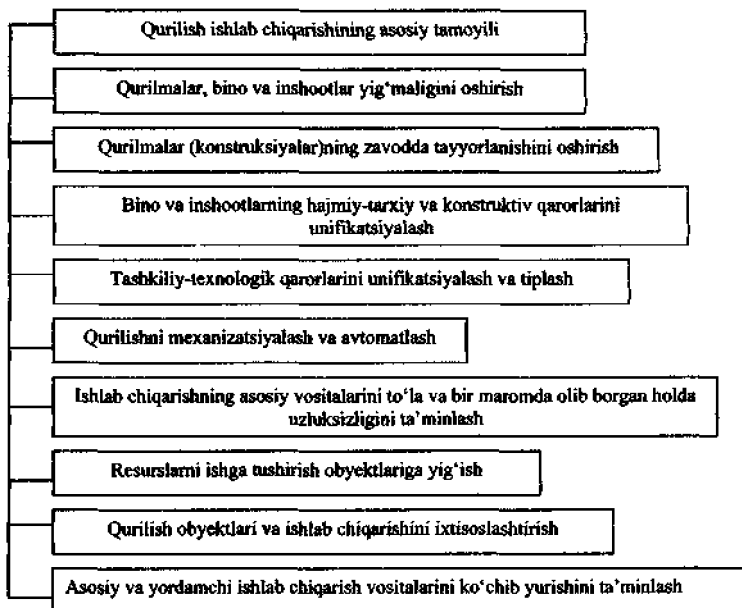 Qurilish ishlab chiqarishining asosiy tamoyili
Qurilmalar, bino va inshootlar yig‘maligini oshirish
Qurilmalar (konstruksiyalar)ning zavodda tayyorlanishini oshirish
Bino va inshootlarning hajmiy-tarxiy va konstruktiv qarorlarini
unifikatsiyalash
Tashkiliy-texnologik qarorlarini unifikatsiyalash va tiplash
Qurilishni mexanizatsiyalash va avtomatlash
Ishlab chiqarishning asosiy vositalarini to‘la va bir maromda olib borgan holda
uzluksizligini ta’minlash
Resurslarni ishga tushirish obyektlariga yig‘ish
Qurilish obyektlari va ishlab chiqarishini ixtisoslashtirish
Asosiy va yordamchi ishlab chiqarish vositalarini ko‘chib yurishini ta’minlash